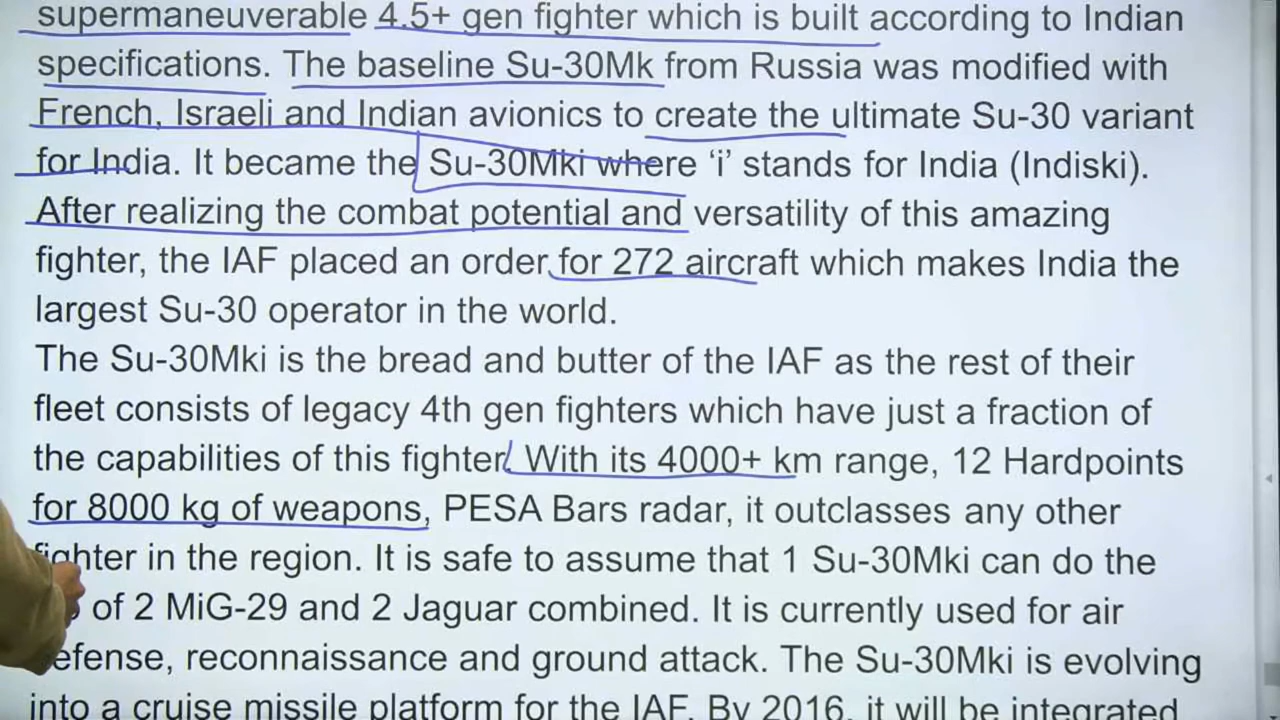 supermaneuverable 4.5+ gen fighter which is built according to Indian
specifications. The baseline Su-30Mk from Russia was modified with
French, Israeli and Indian avionics to create the ultimate Su-30 variant
for India. It became the Su-30Mki where ‘i’ stands for India (Indiski).
After realizing the combat potential and versatility of this amazing
fighter, the IAF placed an order for 272 aircraft which makes India the
largest Su-30 operator in the world.
The Su-30Mki is the bread and butter of the IAF as the rest of their
fleet consists of legacy 4th gen fighters which have just a fraction of
the capabilities of this fighter. With its 4000+ km range, 12 Hardpoints
for 8000 kg of weapons, PESA Bars radar, it outclasses any other
fighter in the region. It is safe to assume that 1 Su-30Mki can do the
of 2 MiG-29 and 2 Jaguar combined. It is currently used for air
defense, reconnaissance and ground attack. The Su-30Mki is evolving
into a cruise missile platform for the IAF. By 2016, it will be integrated